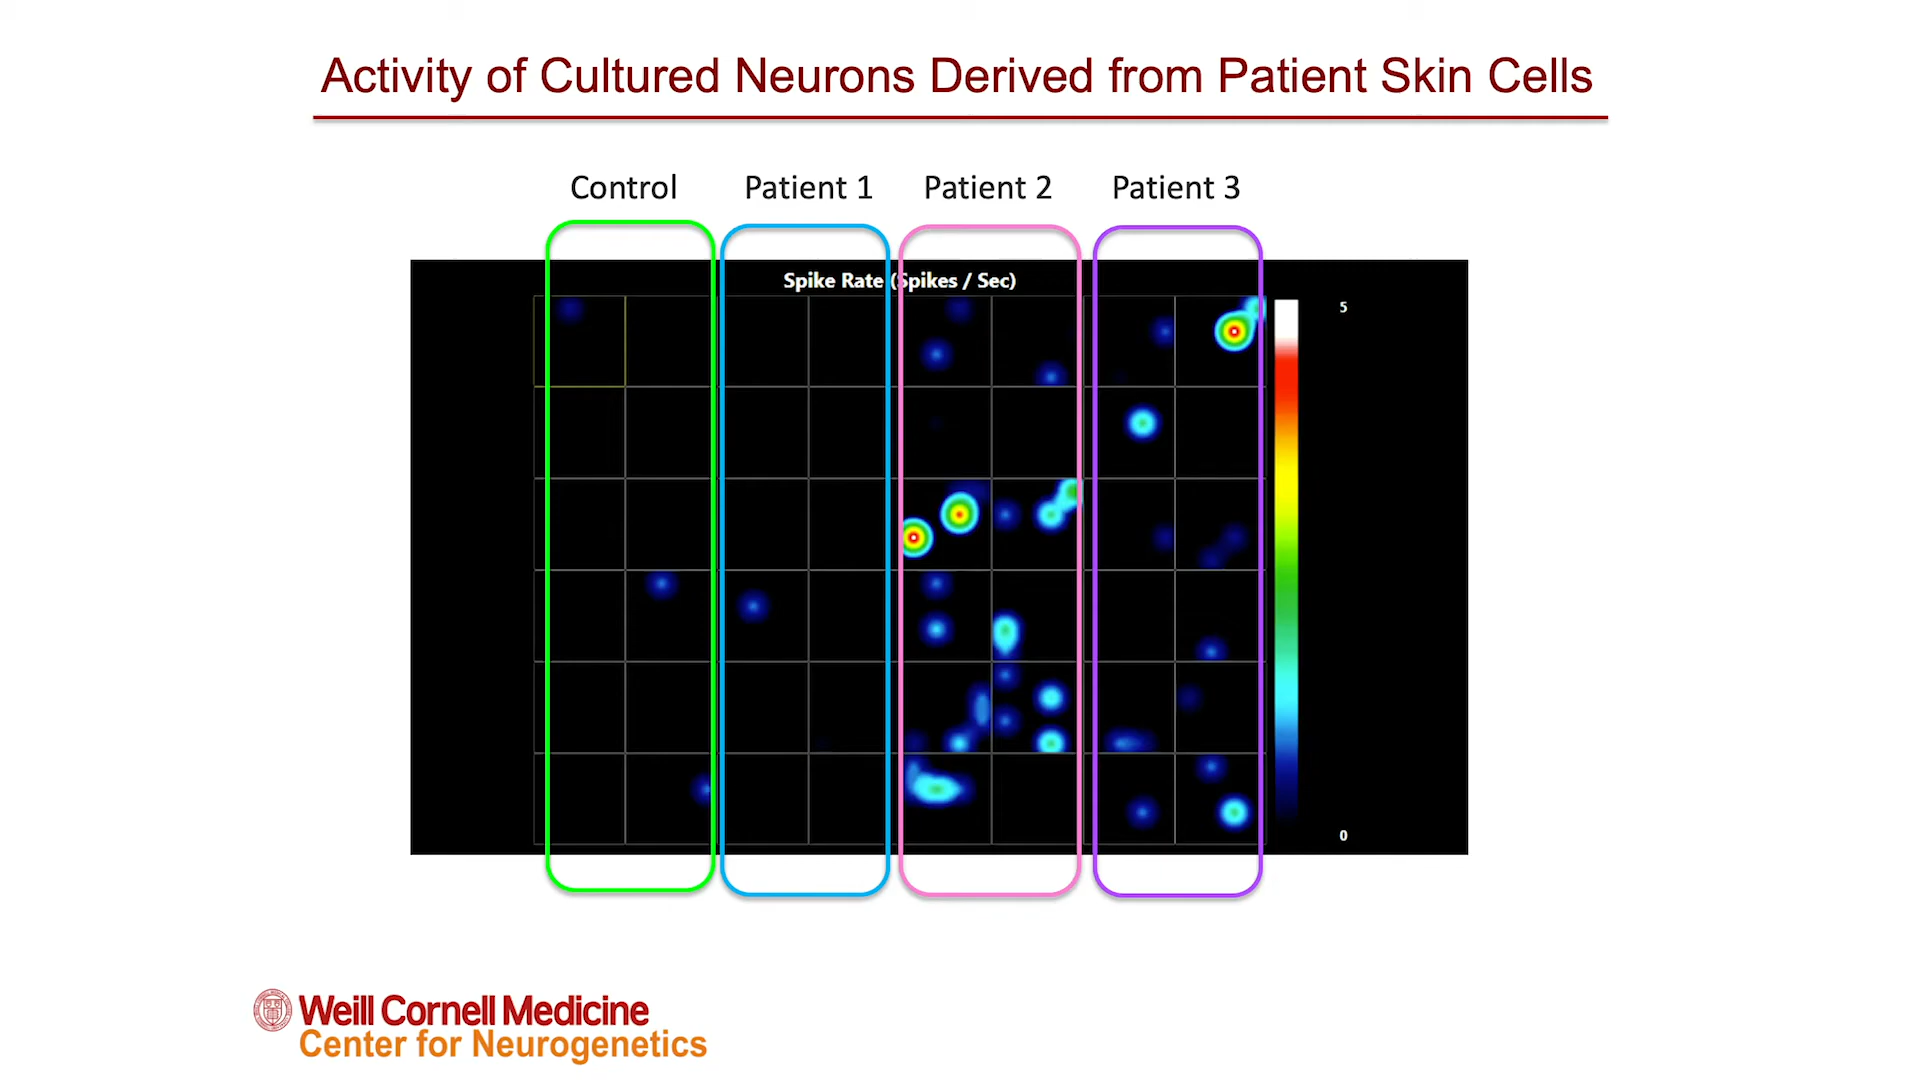 Activity of Cultured Neurons Derived from Patient Skin Cells
Control Patient 1 Patient 2 Patient 3
Spike Rate (Spikes / Sec)
5
0
Weill Cornell Medicine
Center for Neurogenetics